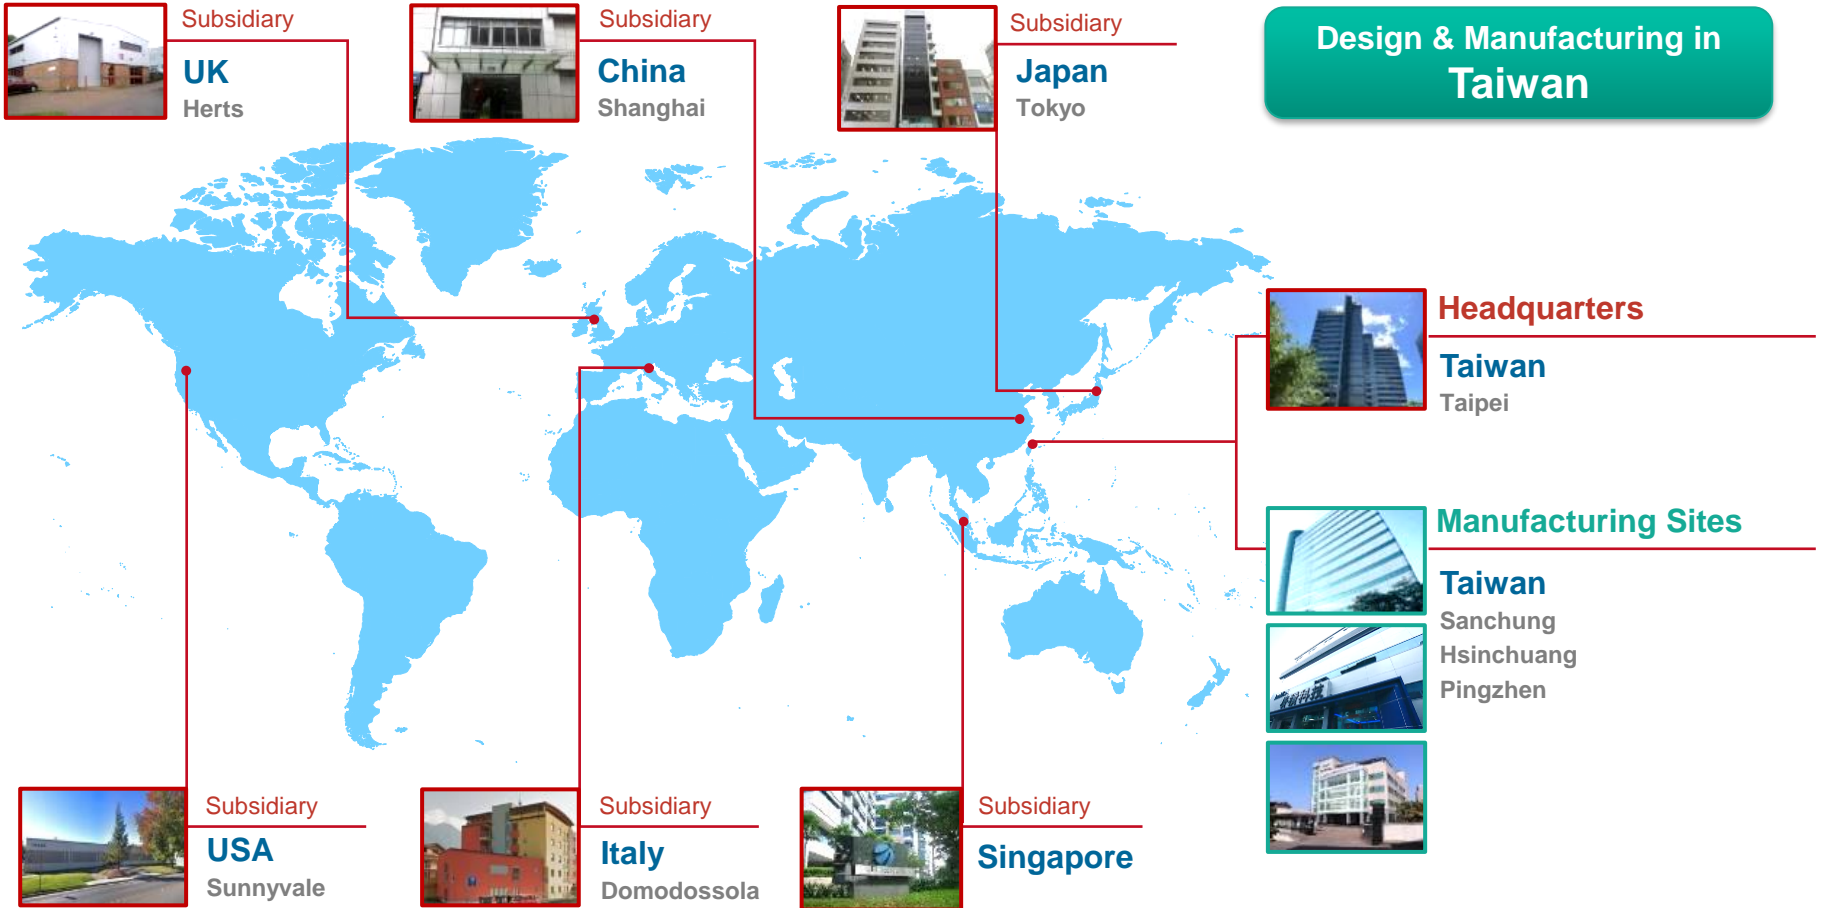 Subsidiary
UK
Herts
Subsidiary
China
Shanghai
Subsidiary
Japan
Tokyo
Design & Manufacturing in
Taiwan
Headquarters
Taiwan
Taipei
Manufacturing Sites
Taiwan
Sanchung
Hsinchuang
Pingzhen
Subsidiary
USA
Sunnyvale
Subsidiary
Italy
Domodossola
Subsidiary
Singapore